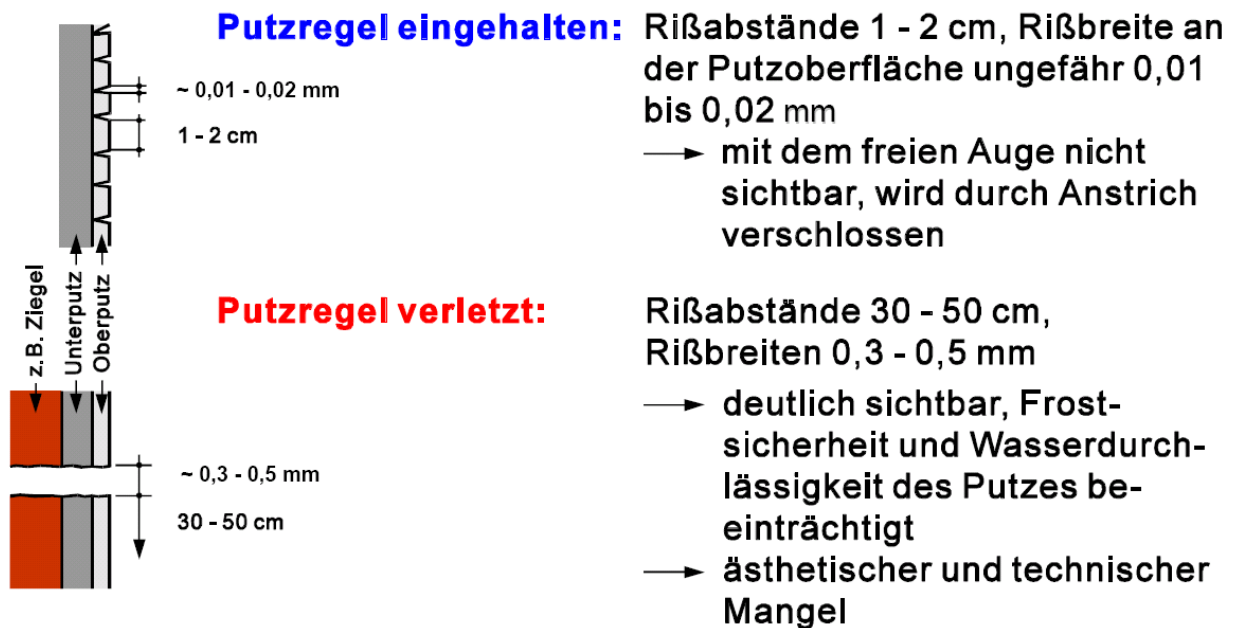 Putzregel eingehalten:
Rißabstände 1 - 2 cm, Rißbreite an
der Putzoberfläche ungefähr 0,01
bis 0,02 mm
mit dem freien Auge nicht
sichtbar, wird durch Anstrich
verschlossen
~ 0,01 - 0,02 mm
1 - 2 cm
z.B. Ziegel
Unterputz
Oberputz
Putzregel verletzt:
Rißabstände 30 - 50 cm,
Rißbreiten 0,3 - 0,5 mm
deutlich sichtbar, Frost-
sicherheit und Wasserdurch-
lässigkeit des Putzes be-
einträchtigt
ästhetischer und technischer
Mangel
~ 0,3 - 0,5 mm
30 - 50 cm